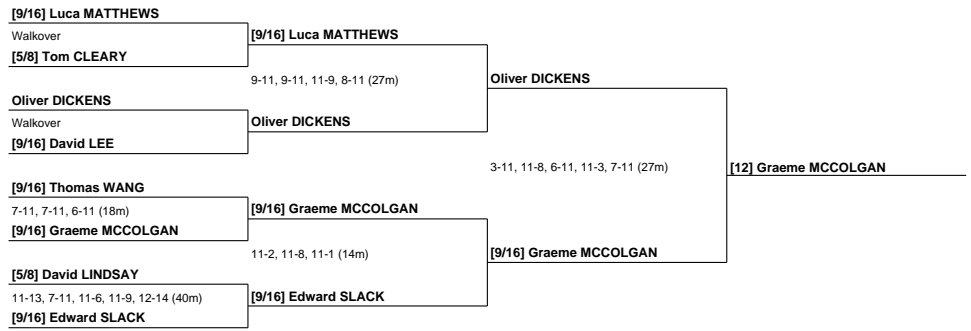 [9/16] Luca MATTHEWS
Walkover
[5/8] Tom CLEARY
[9/16] Luca MATTHEWS
9-11, 9-11, 11-9, 8-11 (27m)
Oliver DICKENS
Walkover
[9/16] David LEE
Oliver DICKENS
Oliver DICKENS
3-11, 11-8, 6-11, 11-3, 7-11 (27m)
[12] Graeme MCCOLGAN
[9/16] Thomas WANG
7-11, 7-11, 6-11 (18m)
[9/16] Graeme MCCOLGAN
[9/16] Graeme MCCOLGAN
11-2, 11-8, 11-1 (14m)
[9/16] Graeme MCCOLGAN
[5/8] David LINDSAY
11-13, 7-11, 11-6, 11-9, 12-14 (40m)
[9/16] Edward SLACK
[9/16] Edward SLACK